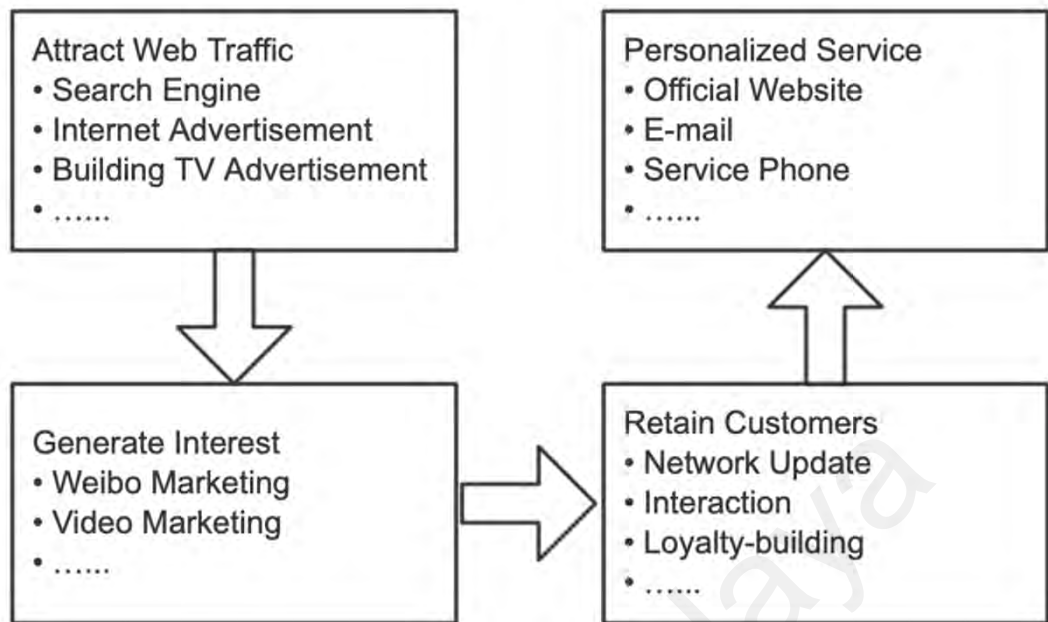 Attract Web Traffic
• Search Engine
• Internet Advertisement
• Building TV Advertisement
• ......
Generate Interest
• Weibo Marketing
• Video Marketing
• ......
Retain Customers
• Network Update
• Interaction
• Loyalty-building
• ......
Personalized Service
• Official Website
• E-mail
• Service Phone
• ......